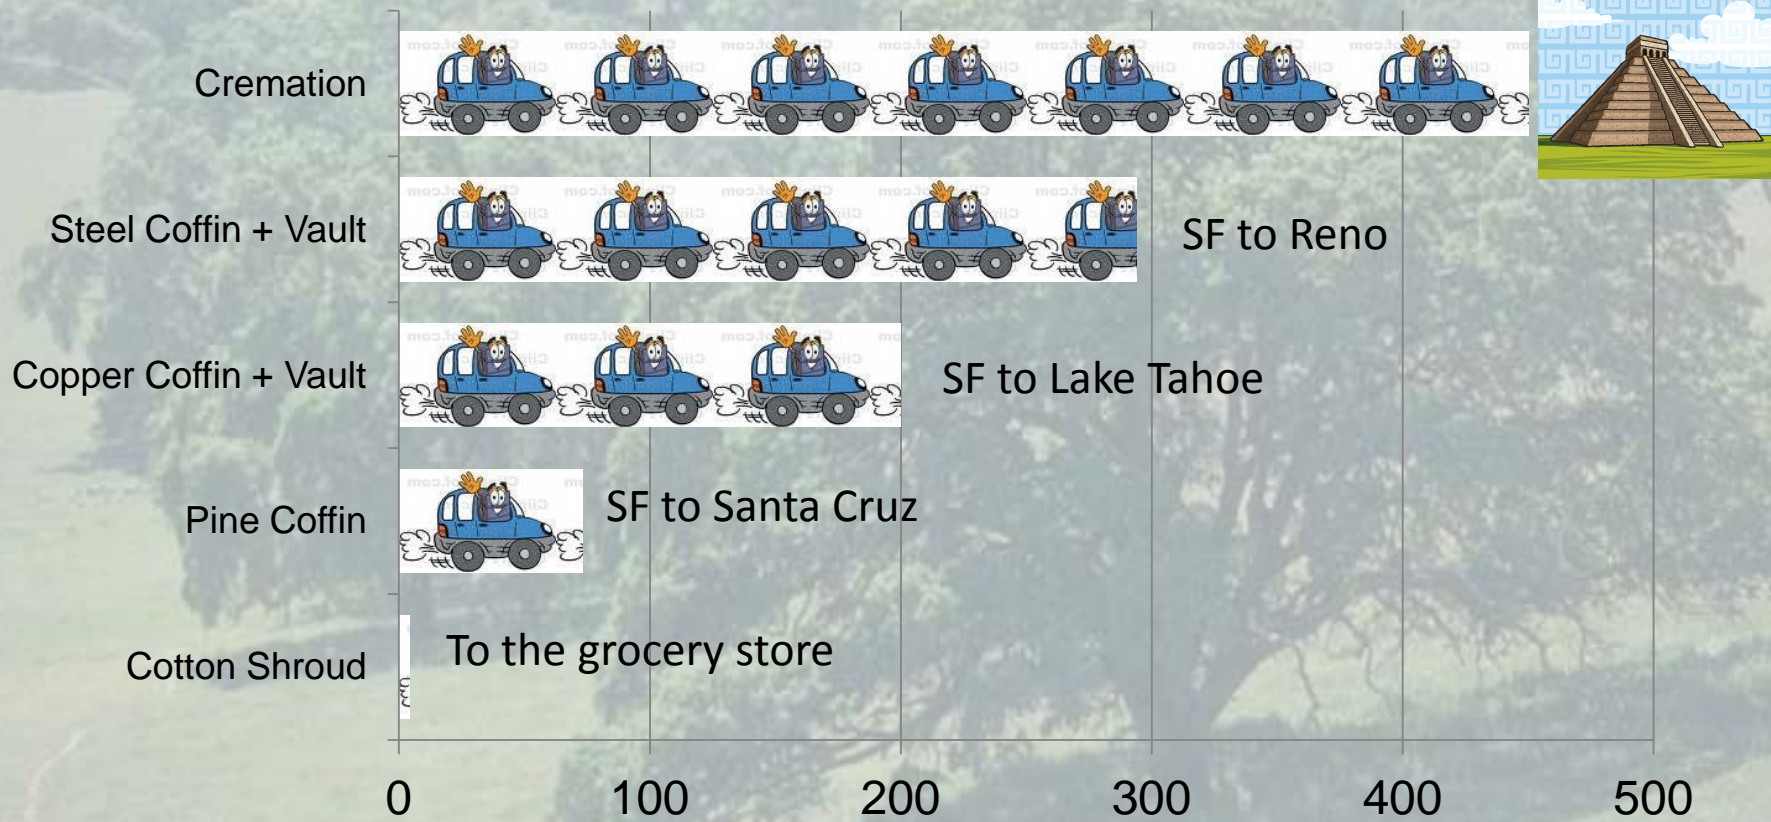 Cremation
Steel Coffin + Vault
SF to Reno
Copper Coffin + Vault
SF to Lake Tahoe
Pine Coffin
SF to Santa Cruz
Cotton Shroud
To the grocery store
0 100 200 300 400 500